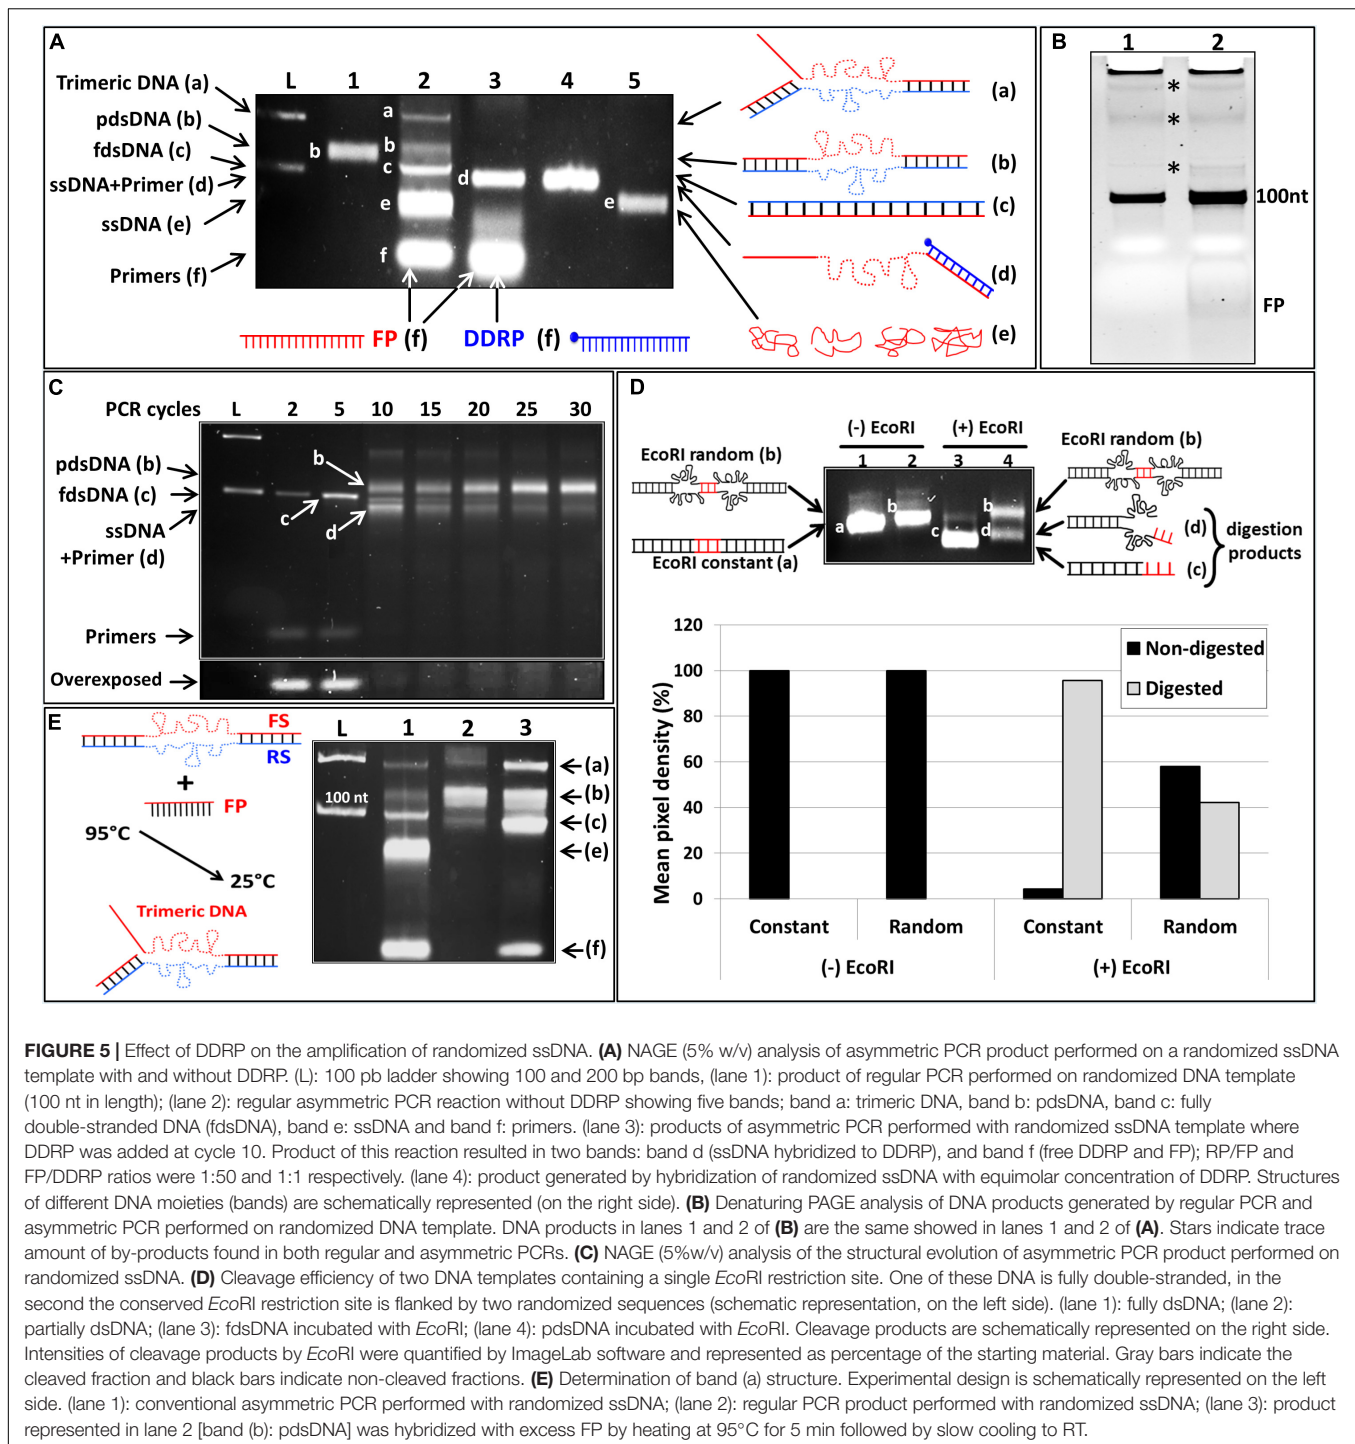 A
L 1 2 3 4 5
Trimeric DNA (a)
pdsDNA (b)
fdsDNA (c)
ssDNA+Primer (d)
ssDNA (e)
Primers (f)
b
a
b
c
e
f
d
e
(a)
(b)
(c)
(d)
(e)
FP (f) DDRP (f)
B
1 2
*
*
*
100nt
FP
C
PCR cycles L 2 5 10 15 20 25 30
pdsDNA (b)
fdsDNA (c)
ssDNA
+Primer (d)
Primers
Overexposed
b
c
d
D
(-) EcoRI (+) EcoRI
1 2 3 4
EcoRI random (b)
EcoRI constant (a)
a
b
c
b
d
EcoRI random (b)
(d)
(c)
digestion
products
Mean pixel density (%)
120
100
80
60
40
20
0
Non-digested
Digested
Constant Random Constant Random
(-) EcoRI (+) EcoRI
E
FS
RS
+
FP
95°C
25°C
Trimeric DNA
L 1 2 3
100 nt
(a)
(b)
(c)
(e)
(f)
FIGURE 5 | Effect of DDRP on the amplification of randomized ssDNA. (A) NAGE (5% w/v) analysis of asymmetric PCR product performed on a randomized ssDNA
template with and without DDRP. (L): 100 pb ladder showing 100 and 200 bp bands, (lane 1): product of regular PCR performed on randomized DNA template
(100 nt in length); (lane 2): regular asymmetric PCR reaction without DDRP showing five bands; band a: trimeric DNA, band b: pdsDNA, band c: fully
double-stranded DNA (fdsDNA), band e: ssDNA and band f: primers. (lane 3): products of asymmetric PCR performed with randomized ssDNA template where
DDRP was added at cycle 10. Product of this reaction resulted in two bands: band d (ssDNA hybridized to DDRP), and band f (free DDRP and FP); RP/FP and
FP/DDRP ratios were 1:50 and 1:1 respectively. (lane 4): product generated by hybridization of randomized ssDNA with equimolar concentration of DDRP. Structures
of different DNA moieties (bands) are schematically represented (on the right side). (B) Denaturing PAGE analysis of DNA products generated by regular PCR and
asymmetric PCR performed on randomized DNA template. DNA products in lanes 1 and 2 of (B) are the same showed in lanes 1 and 2 of (A). Stars indicate trace
amount of by-products found in both regular and asymmetric PCRs. (C) NAGE (5%w/v) analysis of the structural evolution of asymmetric PCR product performed on
randomized ssDNA. (D) Cleavage efficiency of two DNA templates containing a single EcoRI restriction site. One of these DNA is fully double-stranded, in the
second the conserved EcoRI restriction site is flanked by two randomized sequences (schematic representation, on the left side). (lane 1): fully dsDNA; (lane 2):
partially dsDNA; (lane 3): fdsDNA incubated with EcoRI; (lane 4): pdsDNA incubated with EcoRI. Cleavage products are schematically represented on the right side.
Intensities of cleavage products by EcoRI were quantified by ImageLab software and represented as percentage of the starting material. Gray bars indicate the
cleaved fraction and black bars indicate non-cleaved fractions. (E) Determination of band (a) structure. Experimental design is schematically represented on the left
side. (lane 1): conventional asymmetric PCR performed with randomized ssDNA; (lane 2): regular PCR product performed with randomized ssDNA; (lane 3): product
represented in lane 2 [band (b): pdsDNA] was hybridized with excess FP by heating at 95°C for 5 min followed by slow cooling to RT.